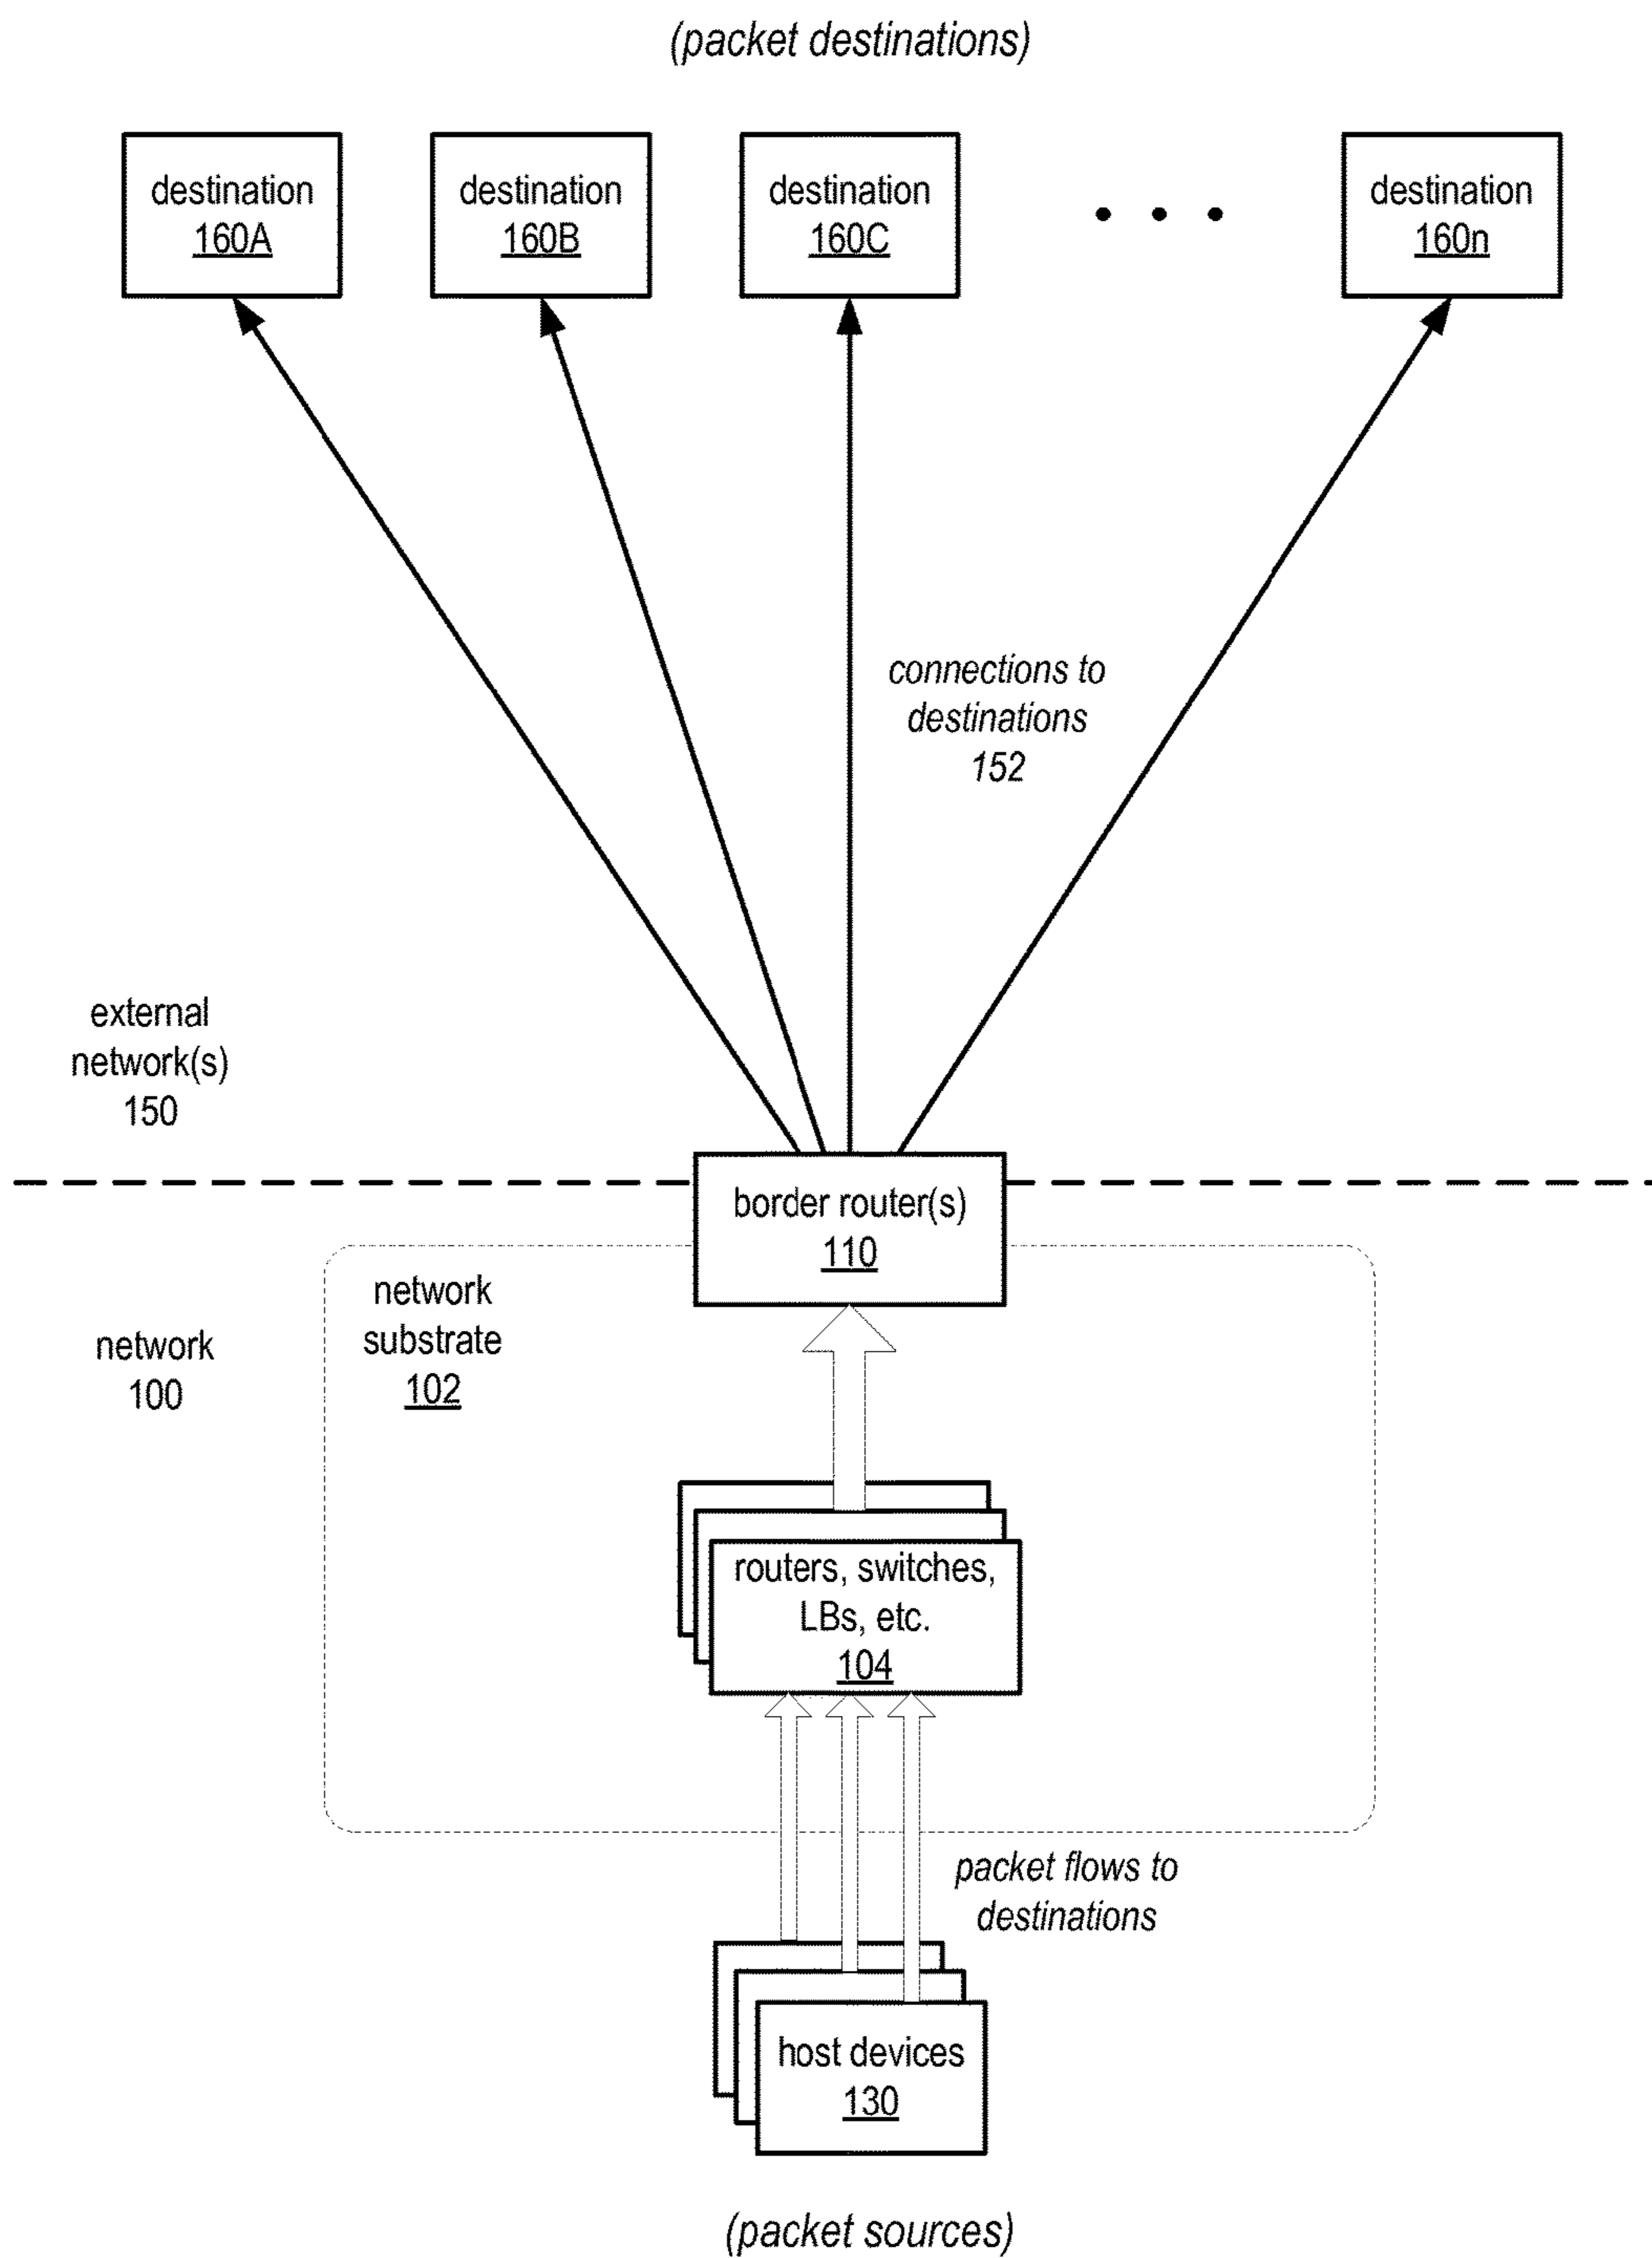 (packet destinations)
destination
160A
destination
160B
destination
160C
destination
160n
connections to
destinations
152
external
network(s)
150
border router(s)
110
network
substrate
102
network
100
routers, switches,
LBs, etc.
104
packet flows to
destinations
host devices
130
(packet sources)